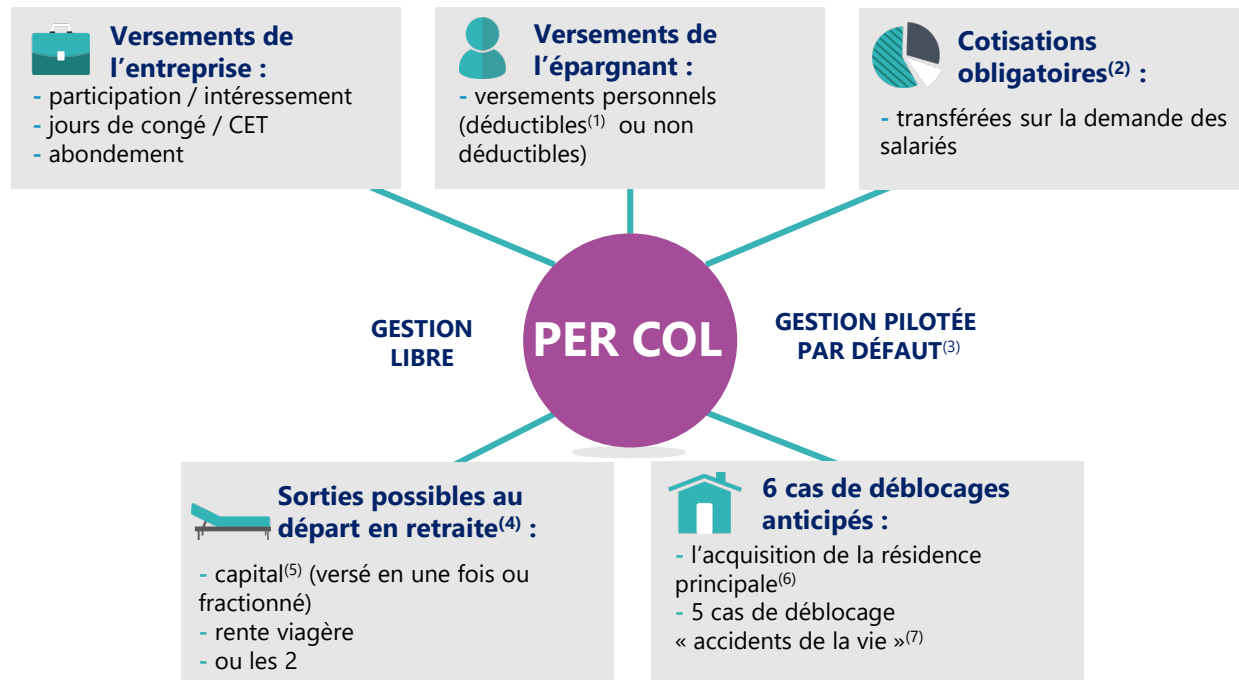 Versements de
l'entreprise :
- participation / intéressement
- jours de congé / CET
- abondement
Versements de
l'épargnant :
- versements personnels
(déductibles(1) ou non
déductibles)
Cotisations
obligatoires(2) :
- transférées sur la demande des
salariés
GESTION
LIBRE
PER COL
GESTION PILOTÉE
PAR DÉFAUT(3)
Sorties possibles au
départ en retraite(4) :
- capital(5) (versé en une fois ou
fractionné)
- rente viagère
- ou les 2
6 cas de déblocages
anticipés :
- l'acquisition de la résidence
principale(6)
- 5 cas de déblocage
« accidents de la vie »(7)